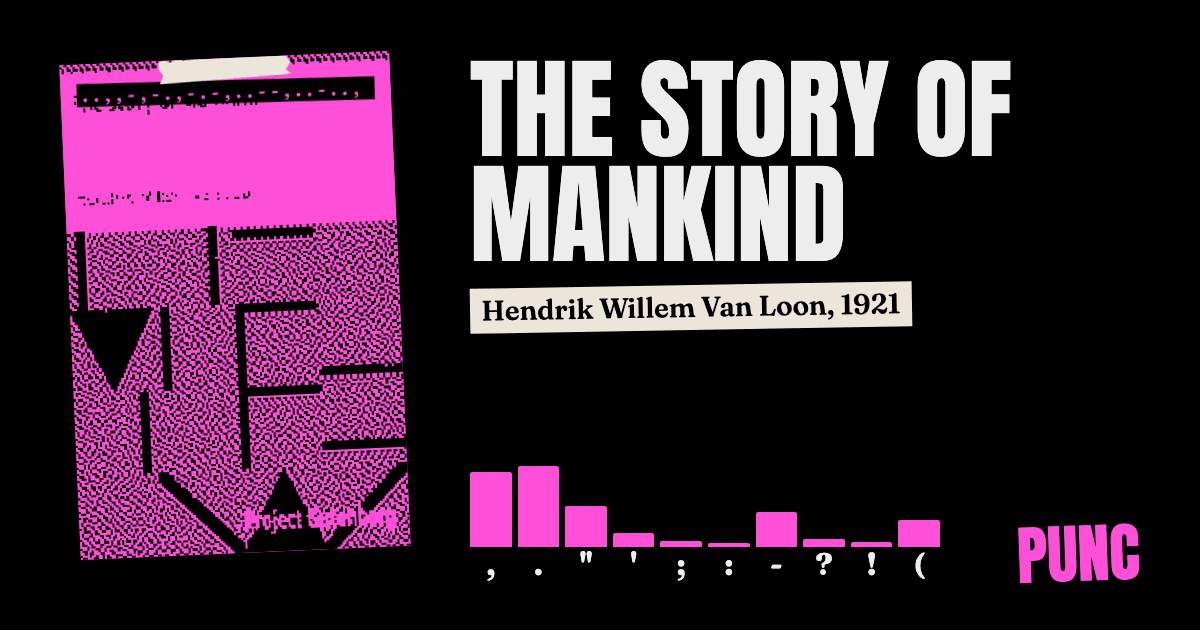 THE STORY OF
MANKIND
Hendrik Willem Van Loon, 1921
, . " ' ; : - ? ! (
PUNC
Project Gutenberg